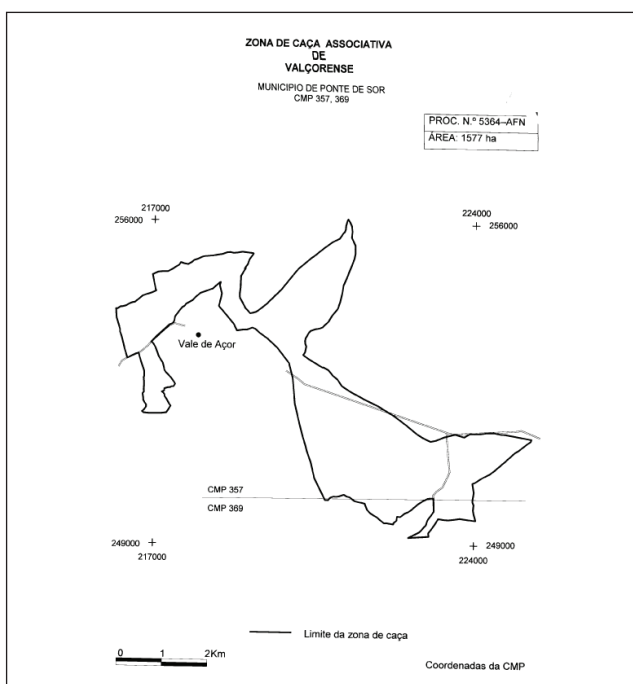 ZONA DE CAÇA ASSOCIATIVA
DE
VALÇORENSE
MUNICIPIO DE PONTE DE SOR
CMP 357, 369
PROC. N.º 5364–AFN
ÁREA: 1577 ha
217000
256000
224000
256000
Vale de Açor
CMP 357
CMP 369
249000
217000
249000
224000
Limite da zona de caça
0 1 2Km
Coordenadas da CMP